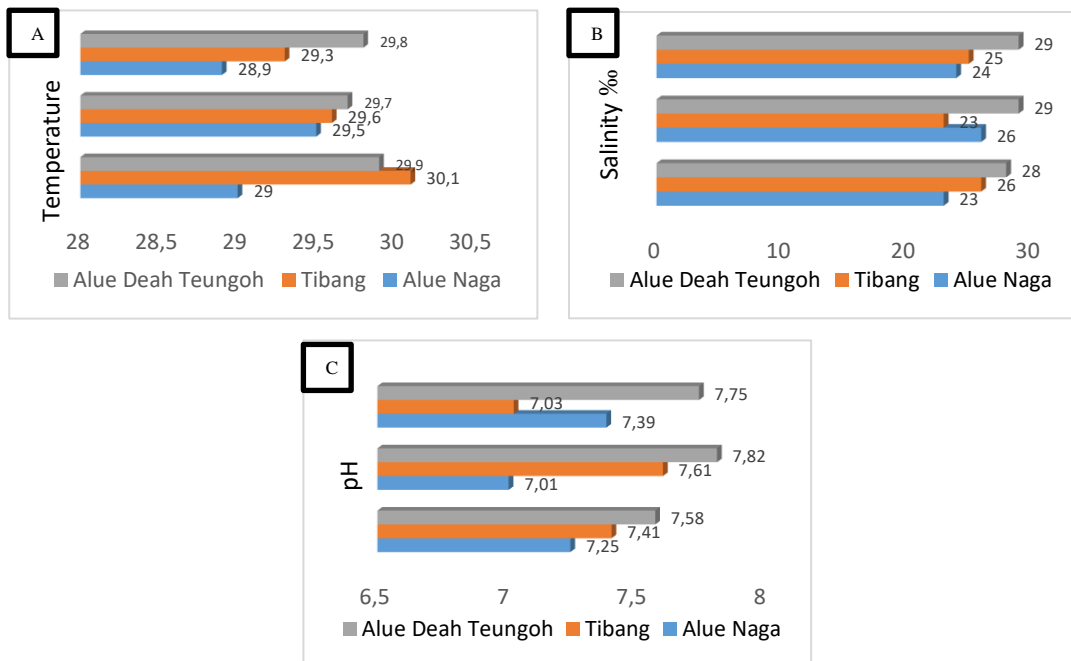 A
Temperature
29,8
29,3
28,9
29,7
29,6
29,5
29,9
30,1
29
28 28,5 29 29,5 30 30,5
Alue Deah Teungoh Tibang Alue Naga
B
Salinity ‰
29
25
24
29
23
26
28
26
23
0 10 20 30
Alue Deah Teungoh Tibang Alue Naga
C
pH
7,75
7,03
7,39
7,82
7,61
7,01
7,58
7,41
7,25
6,5 7 7,5 8
Alue Deah Teungoh Tibang Alue Naga